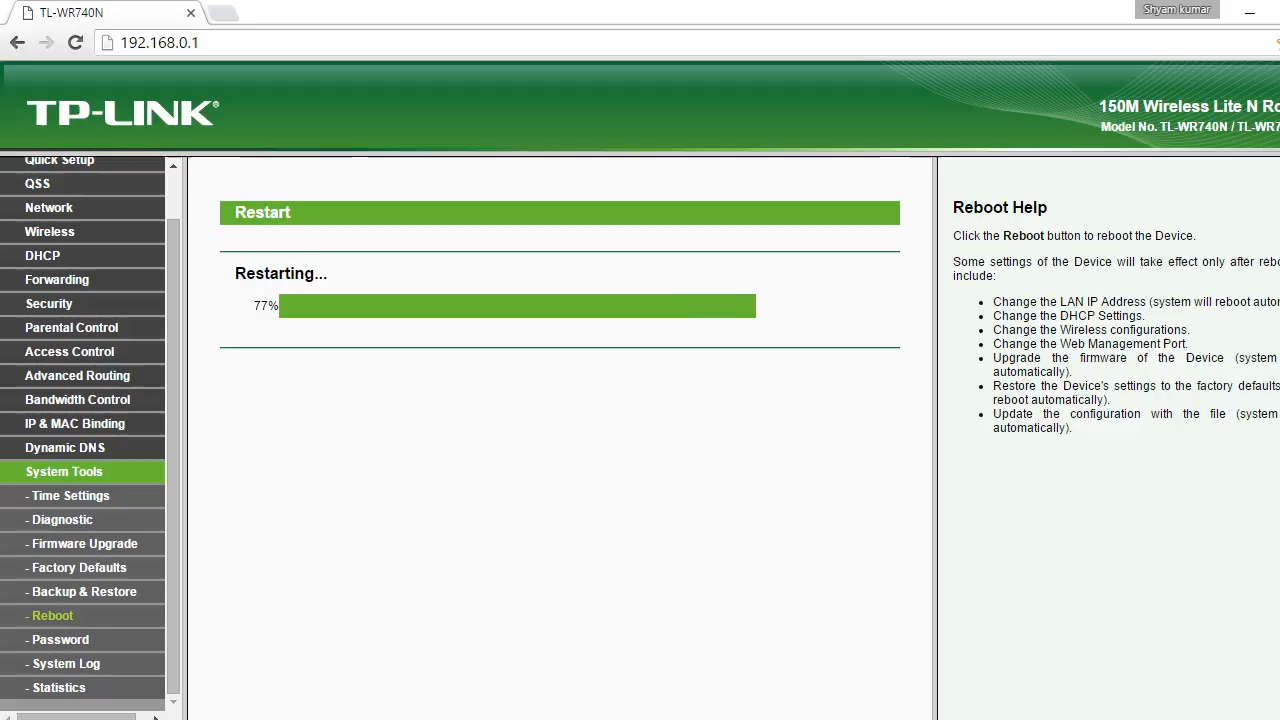 TL-WR740N
Shyam kumar
192.168.0.1
TP-LINK®
150M Wireless Lite N
Model No. TL-WR740N /
Quick Setup
QSS
Network
Wireless
DHCP
Forwarding
Security
Parental Control
Access Control
Advanced Routing
Bandwidth Control
IP & MAC Binding
Dynamic DNS
System Tools
- Time Settings
- Diagnostic
- Firmware Upgrade
- Factory Defaults
- Backup & Restore
- Reboot
- Password
- System Log
- Statistics
Restart
Restarting...
77%
Reboot Help
Click the Reboot button to reboot the Device.
Some settings of the Device will take effect only after
include:
Change the LAN IP Address (system will reboot
Change the DHCP Settings.
Change the Wireless configurations.
Change the Web Management Port.
Upgrade the firmware of the Device (system
automatically).
Restore the Device's settings to the factory defaults
reboot automatically).
Update the configuration with the file (system
automatically).